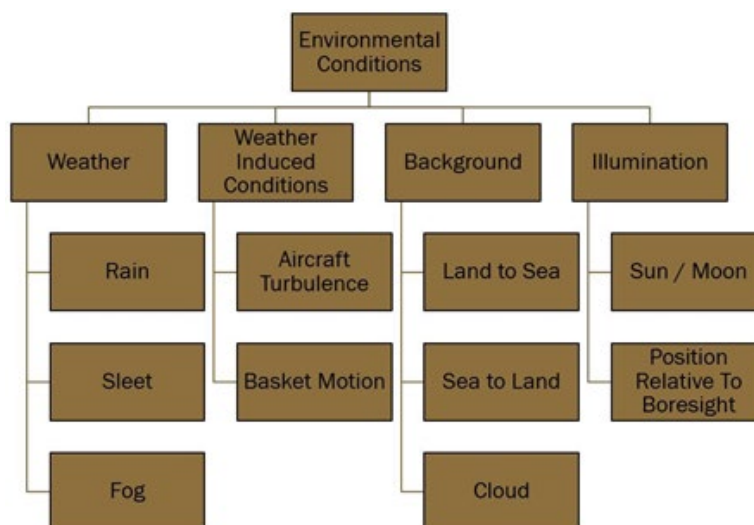 Environmental
Conditions
Weather
Weather
Induced
Conditions
Background
Illumination
Rain
Aircraft
Turbulence
Land to Sea
Sun / Moon
Sleet
Basket Motion
Sea to Land
Position
Relative To
Boresight
Fog
Cloud